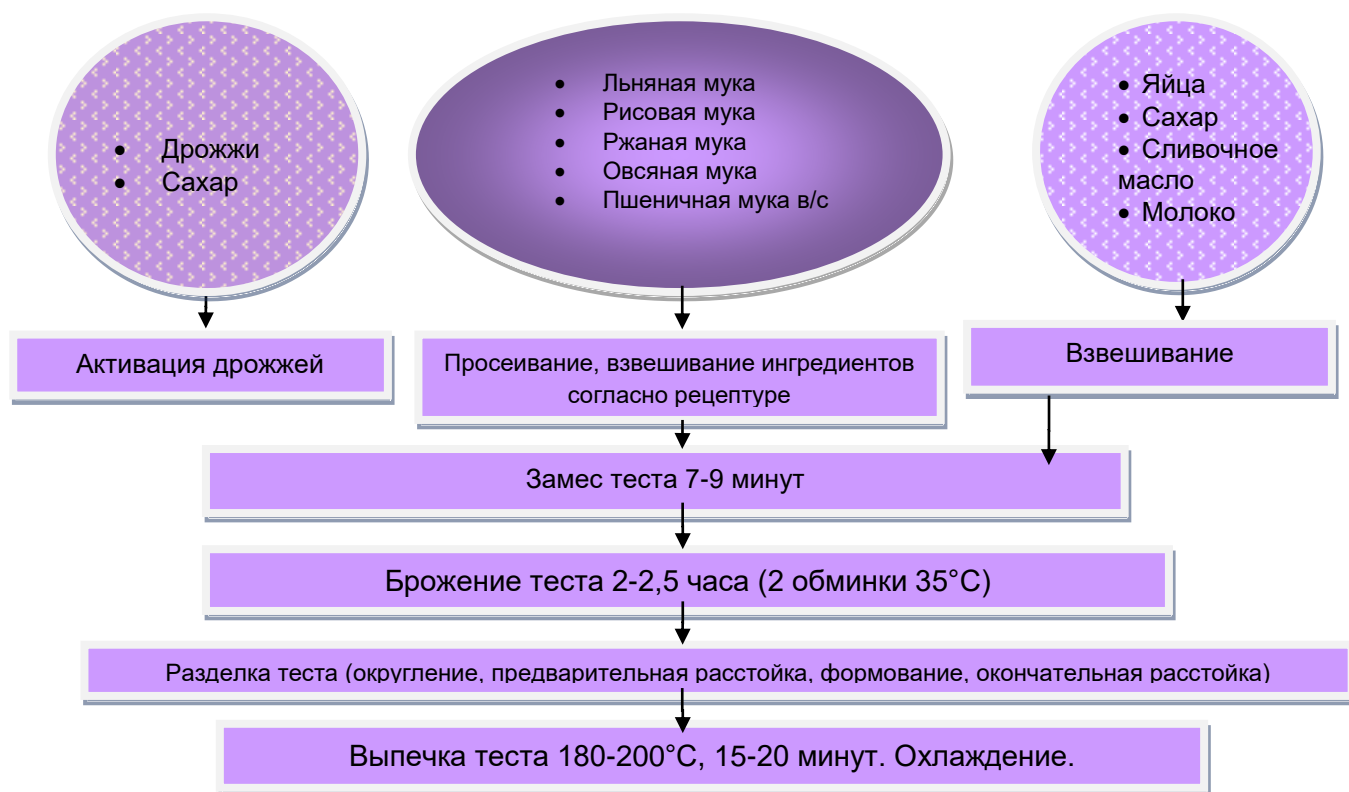 • Дрожжи
• Сахар
• Льняная мука
• Рисовая мука
• Ржаная мука
• Овсяная мука
• Пшеничная мука в/с
• Яйца
• Сахар
• Сливочное
масло
• Молоко
Активация дрожжей
Просеивание, взвешивание ингредиентов
согласно рецептуре
Взвешивание
Замес теста 7-9 минут
Брожение теста 2-2,5 часа (2 обминки 35°С)
Разделка теста (округление, предварительная расстойка, формование, окончательная расстойка)
Выпечка теста 180-200°С, 15-20 минут. Охлаждение.